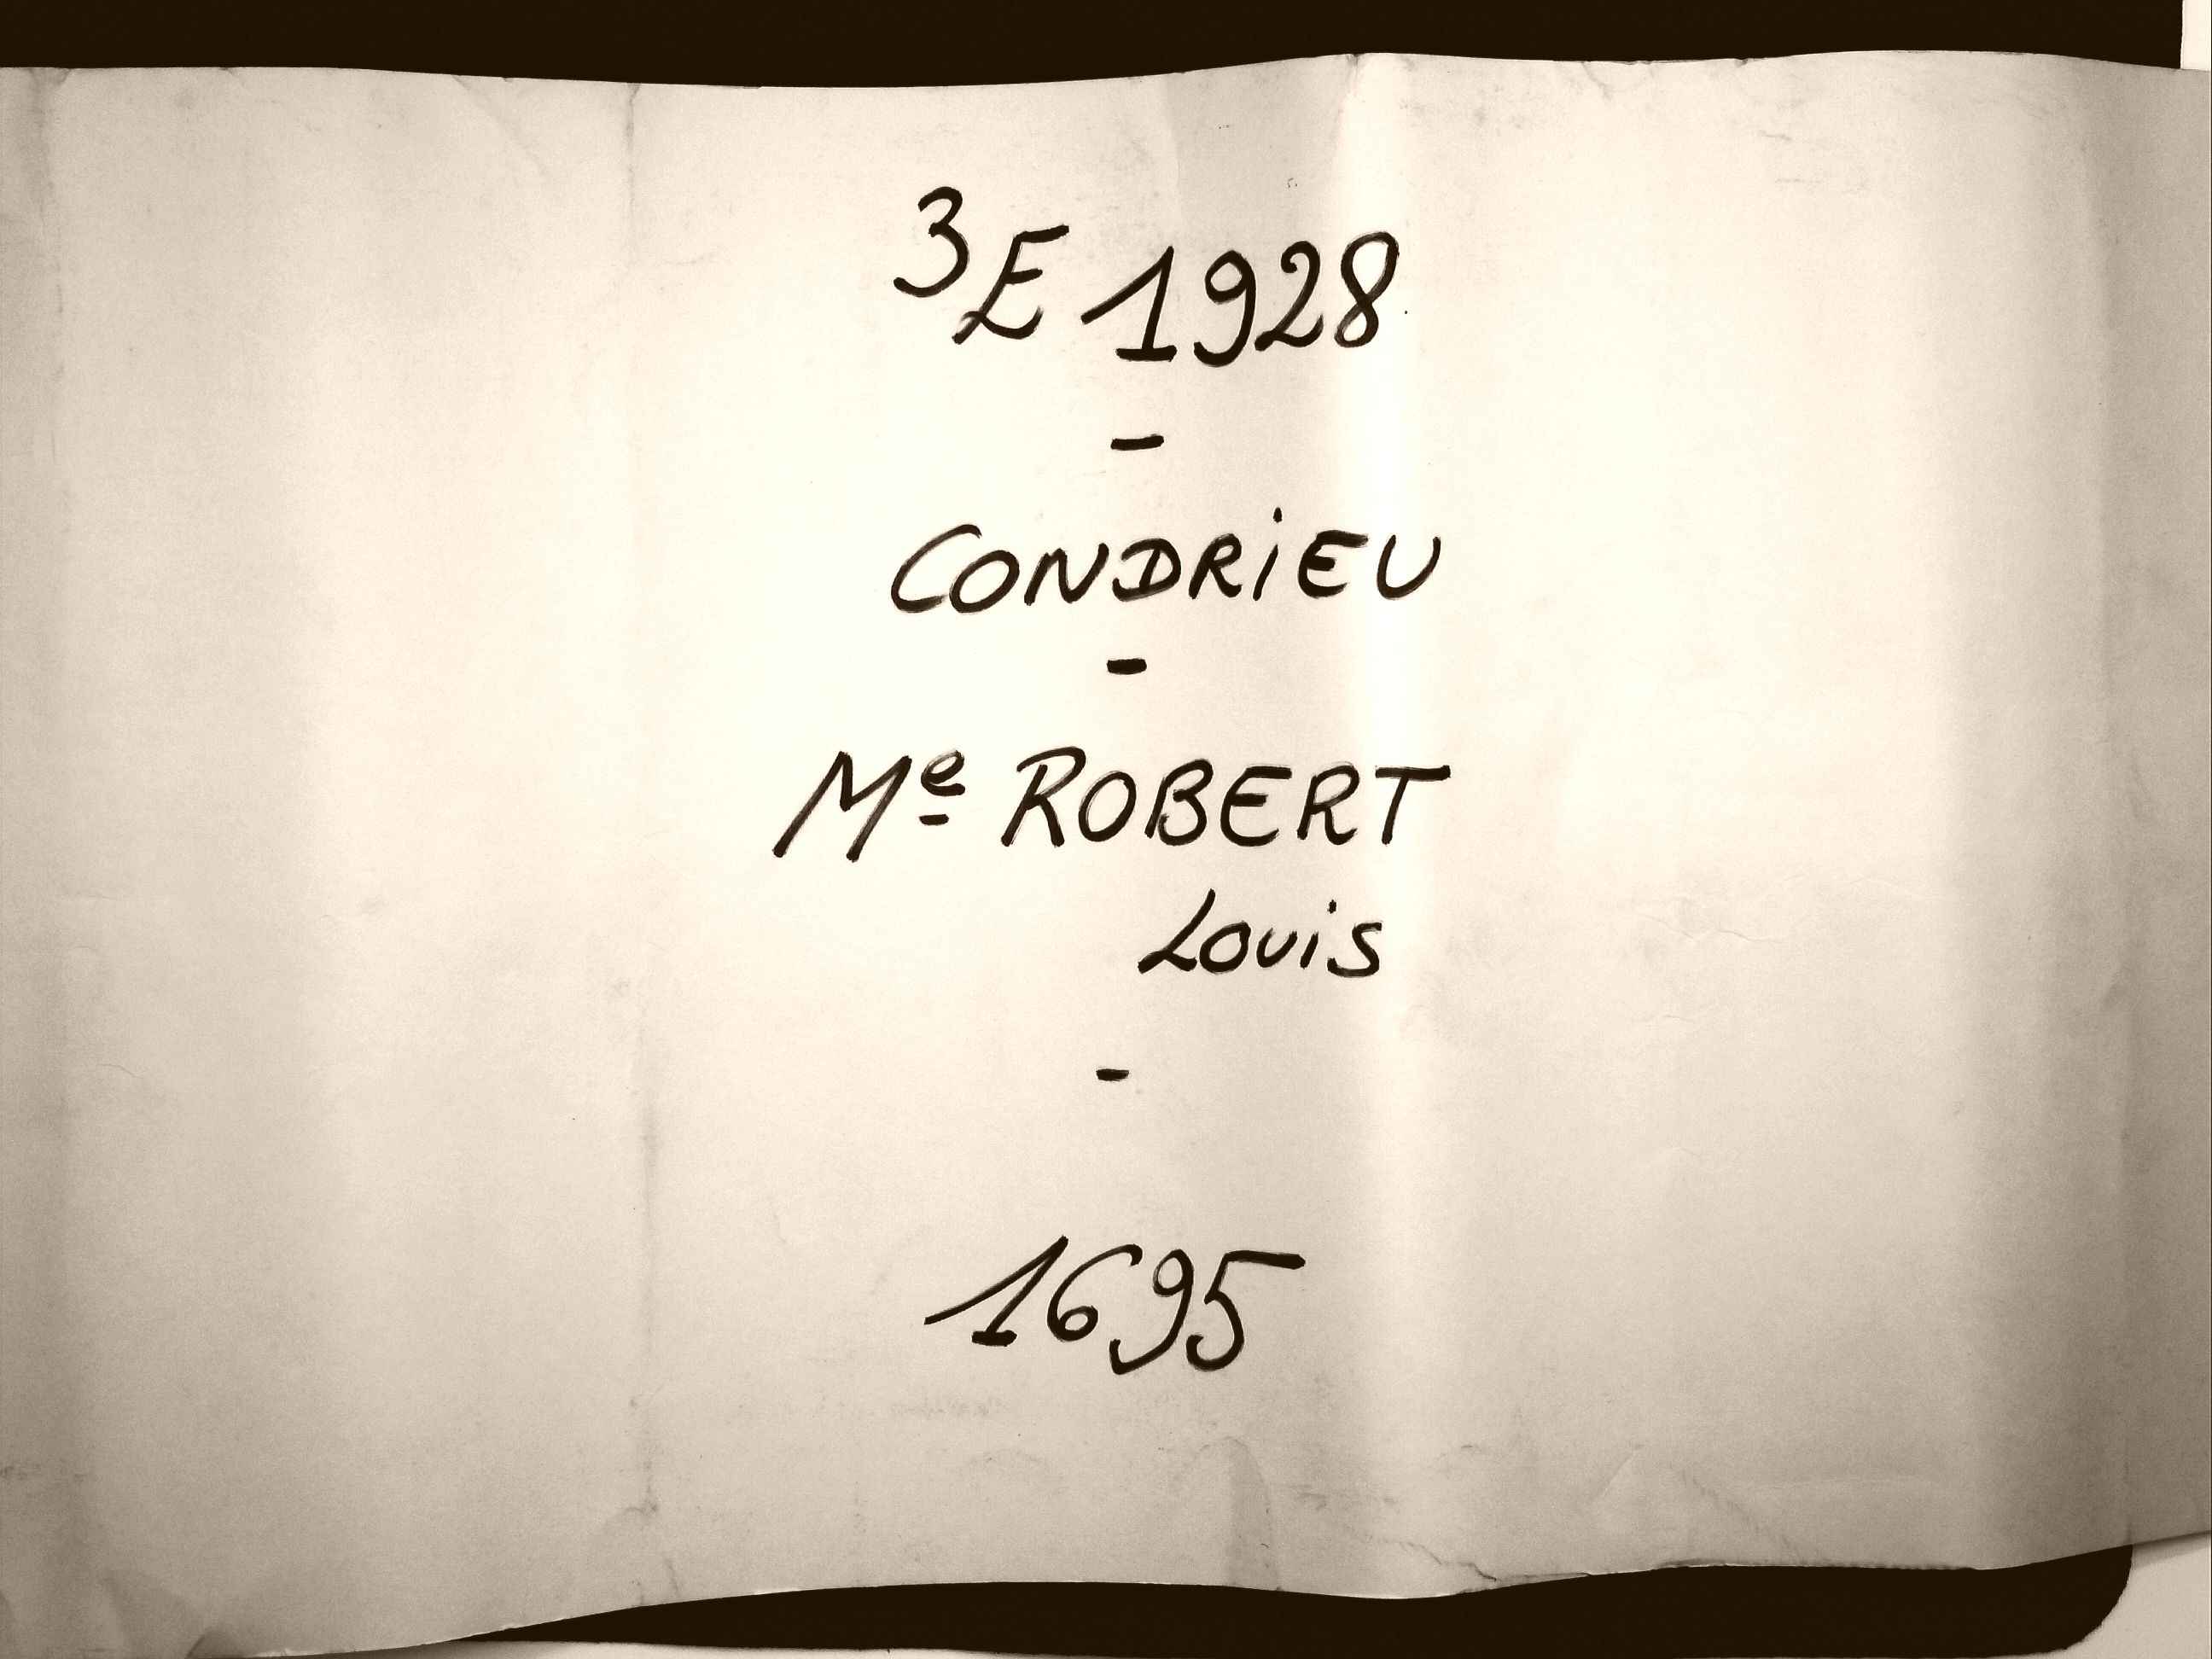 3E 1928
-
CONDRiEU
-
Me ROBERT
Louis
-
1695